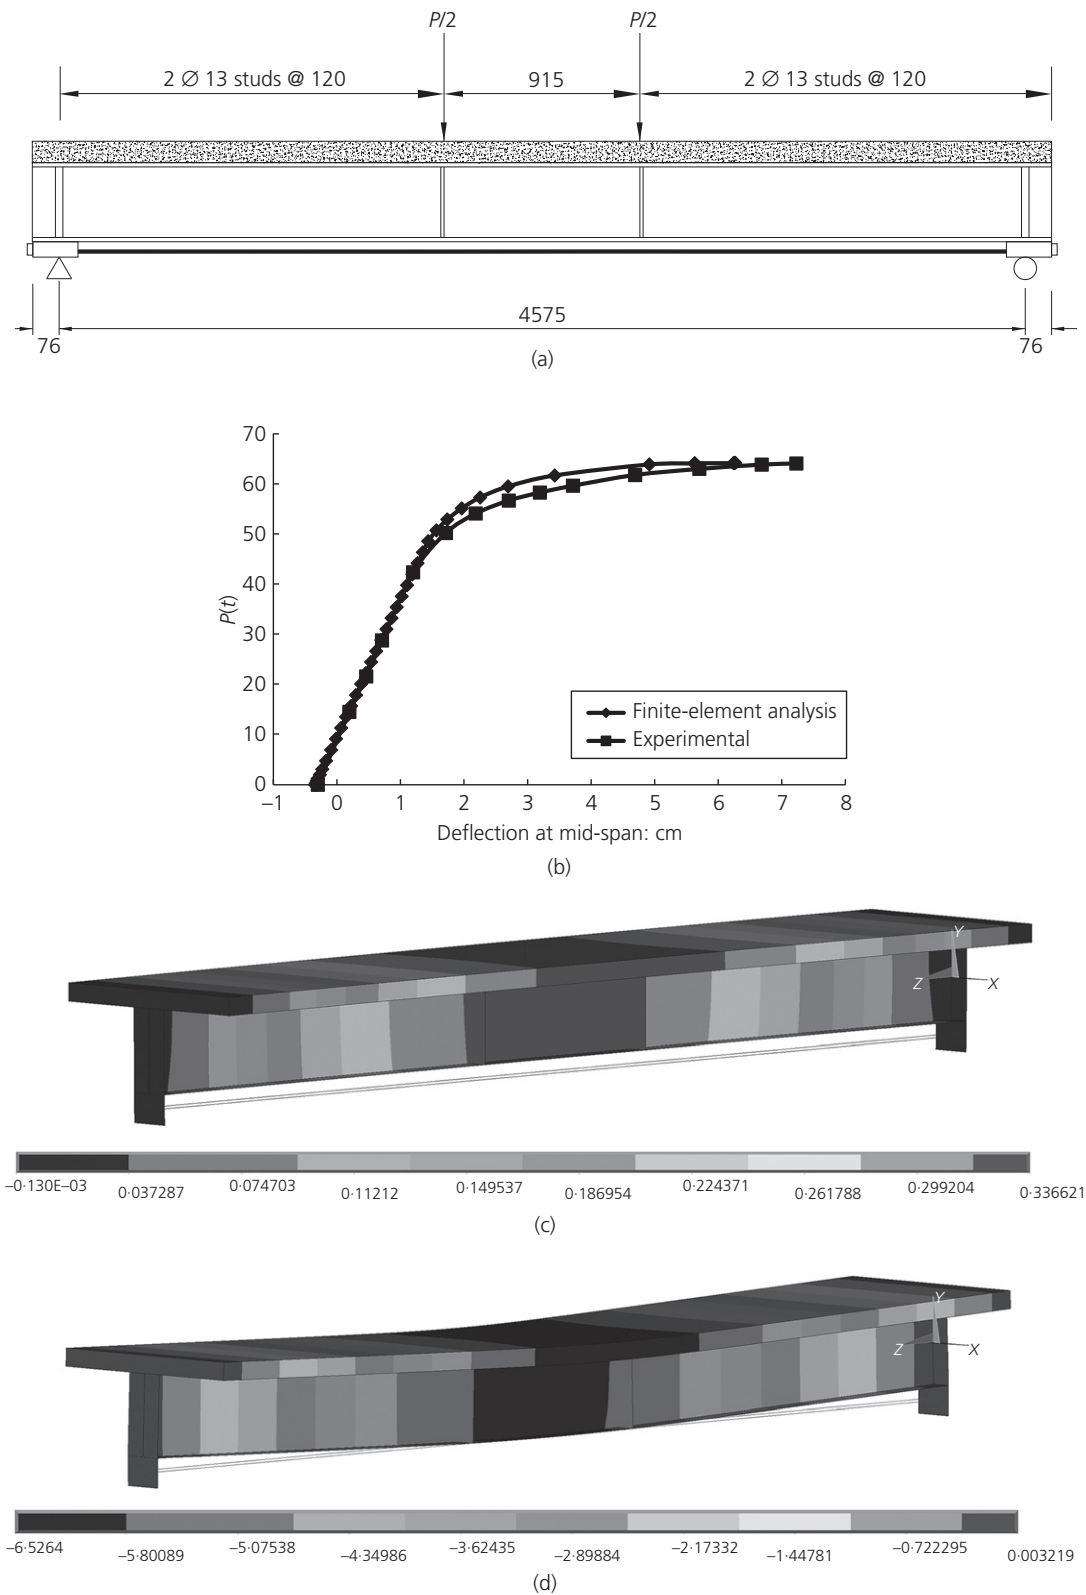 P/2 P/2
2 Ø 13 studs @ 120 915 2 Ø 13 studs @ 120
4575
76 76
(a)
70
60
50
40
30
20
10
0
P(t)
–1 0 1 2 3 4 5 6 7 8
Finite-element analysis
Experimental
Deflection at mid-span: cm
(b)
Y
Z X
–0·130E–03 0·037287 0·074703 0·11212 0·149537 0·186954 0·224371 0·261788 0·299204 0·336621
(c)
Y
Z X
–6·5264 –5·80089 –5·07538 –4·34986 –3·62435 –2·89884 –2·17332 –1·44781 –0·722295 0·003219
(d)